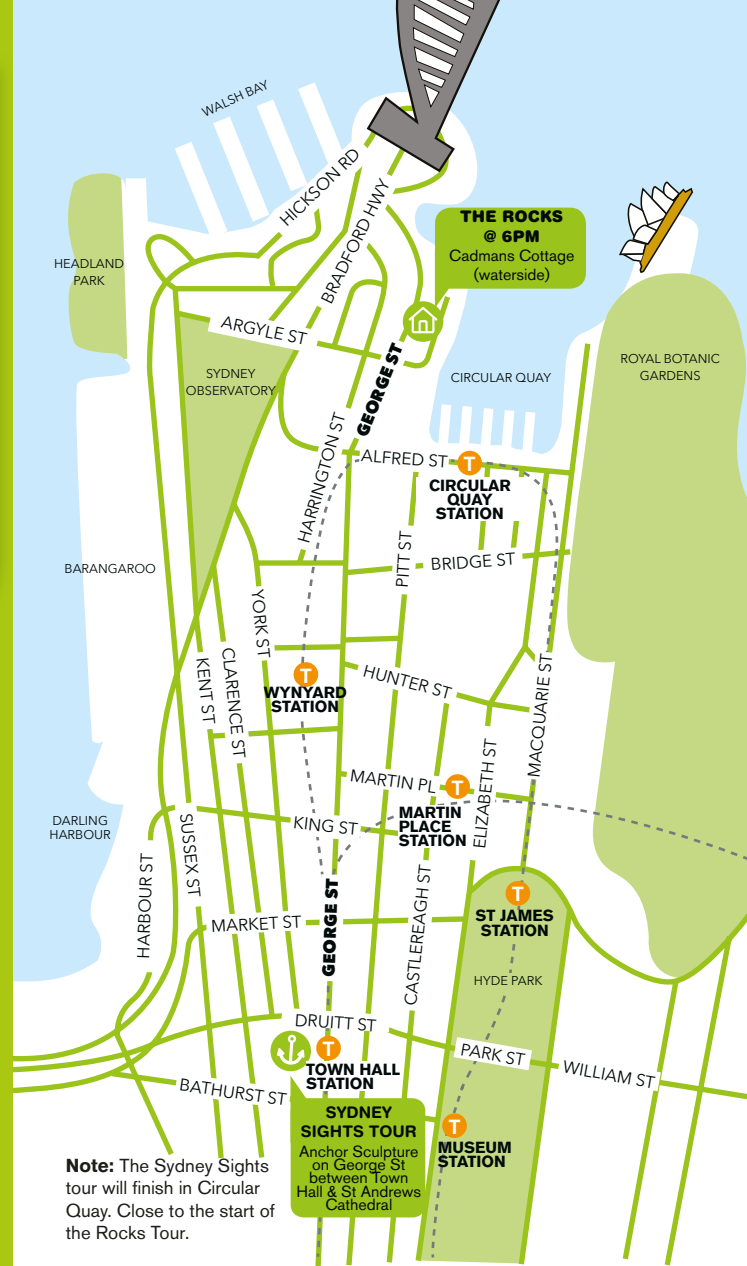 WALSH BAY
HICKSON RD
BRADFORD HWY
THE ROCKS
@ 6PM
Cadmans Cottage
(waterside)
HEADLAND
PARK
ARGYLE ST
GEORGE ST
SYDNEY
OBSERVATORY
CIRCULAR QUAY
ROYAL BOTANIC
GARDENS
HARRINGTON ST
ALFRED ST
T
CIRCULAR
QUAY
STATION
PITT ST
BRIDGE ST
BARANGAROO
YORK ST
CLARENCE ST
KENT ST
T
WYNYARD
STATION
HUNTER ST
MACQUARIE ST
ELIZABETH ST
MARTIN PL
T
MARTIN
PLACE
STATION
KING ST
DARLING
HARBOUR
SUSSEX ST
HARBOUR ST
GEORGE ST
CASTLEREAGH ST
T
ST JAMES
STATION
MARKET ST
HYDE PARK
DRUITT ST
T
TOWN HALL
STATION
PARK ST
WILLIAM ST
BATHURST ST
SYDNEY
SIGHTS TOUR
Anchor Sculpture
on George St
between Town
Hall & St Andrews
Cathedral
T
MUSEUM
STATION
Note: The Sydney Sights
tour will finish in Circular
Quay. Close to the start of
the Rocks Tour.